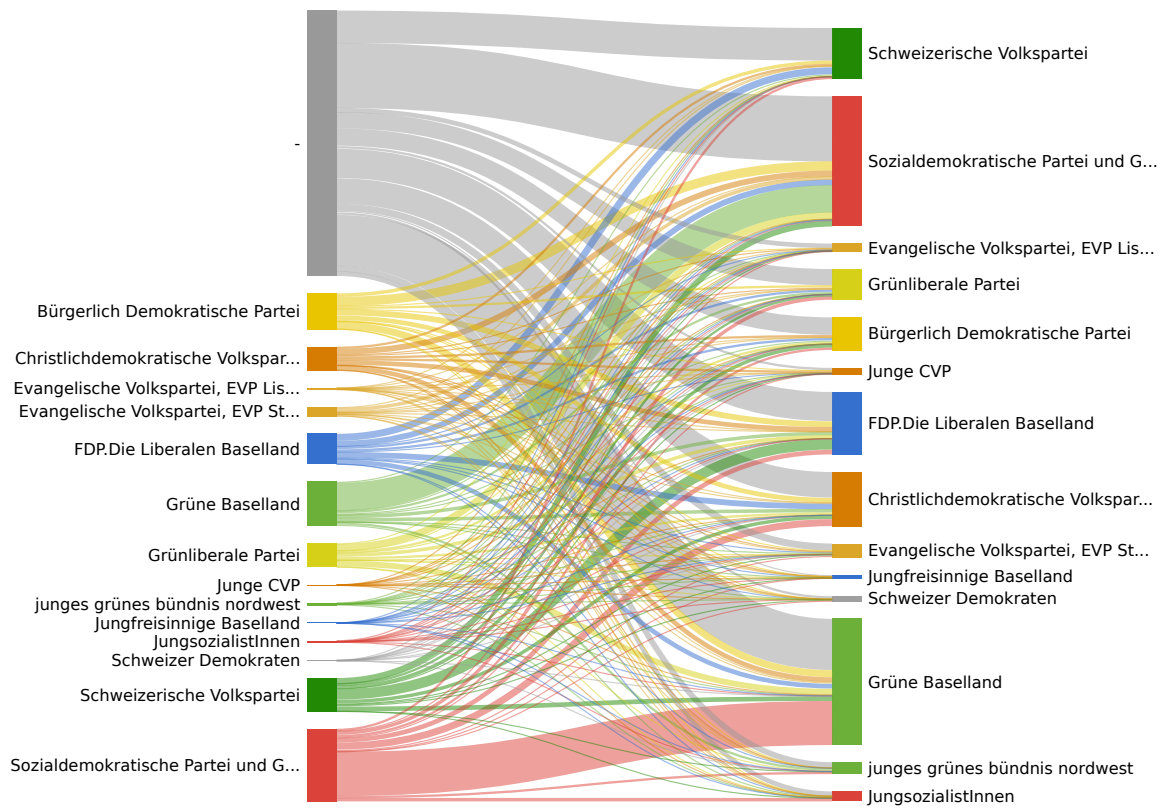 -
Bürgerlich Demokratische Partei
Christlichdemokratische Volkspar...
Evangelische Volkspartei, EVP Lis...
Evangelische Volkspartei, EVP St...
FDP.Die Liberalen Baselland
Grüne Baselland
Grünliberale Partei
Junge CVP
junges grünes bündnis nordwest
Jungfreisinnige Baselland
JungsozialistInnen
Schweizer Demokraten
Schweizerische Volkspartei
Sozialdemokratische Partei und G...
Schweizerische Volkspartei
Sozialdemokratische Partei und G...
Evangelische Volkspartei, EVP Lis...
Grünliberale Partei
Bürgerlich Demokratische Partei
Junge CVP
FDP.Die Liberalen Baselland
Christlichdemokratische Volkspar...
Evangelische Volkspartei, EVP St...
Jungfreisinnige Baselland
Schweizer Demokraten
Grüne Baselland
junges grünes bündnis nordwest
JungsozialistInnen